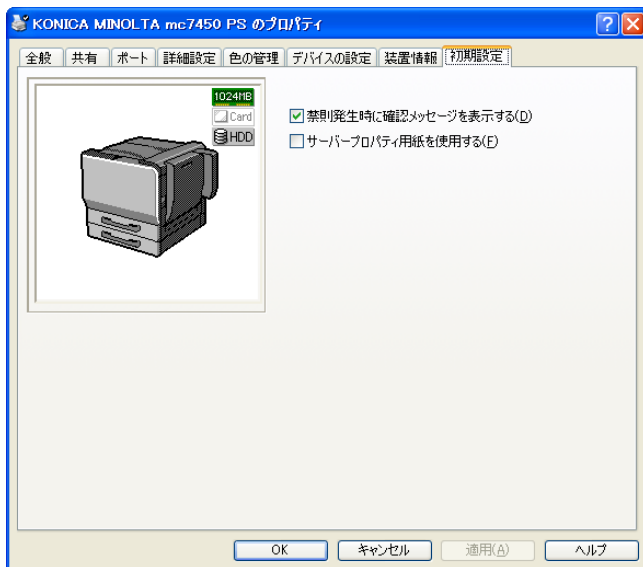 KONICA MINOLTA mc7450 PS のプロパティ
全般 共有 ポート 詳細設定 色の管理 デバイスの設定 装置情報 初期設定
1024MB
Card
HDD
禁則発生時に確認メッセージを表示する(D)
サーバープロパティ用紙を使用する(F)
OK キャンセル 適用(A) ヘルプ